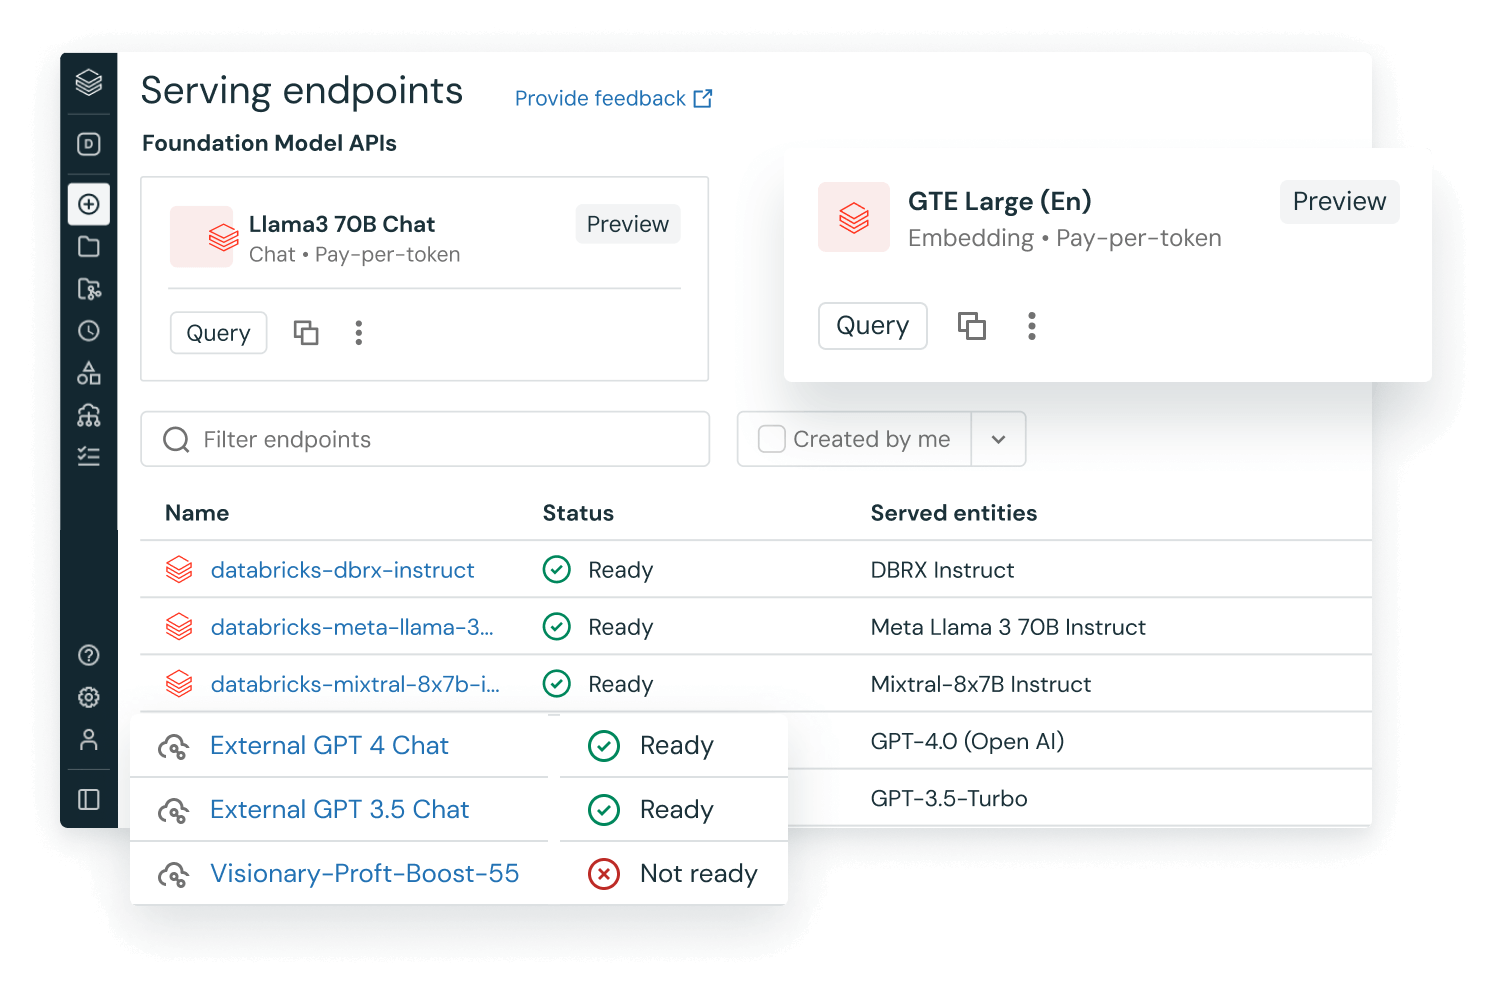 Serving endpoints
Provide feedback
Foundation Model APIs
D
Llama3 70B Chat
Preview
Chat • Pay-per-token
Query
GTE Large (En)
Preview
Embedding • Pay-per-token
Query
Filter endpoints
Created by me
Name Status Served entities
databricks-dbrx-instruct Ready DBRX Instruct
databricks-meta-llama-3... Ready Meta Llama 3 70B Instruct
databricks-mixtral-8x7b-i... Ready Mixtral-8x7B Instruct
External GPT 4 Chat Ready GPT-4.0 (Open AI)
External GPT 3.5 Chat Ready GPT-3.5-Turbo
Visionary-Proft-Boost-55 Not ready